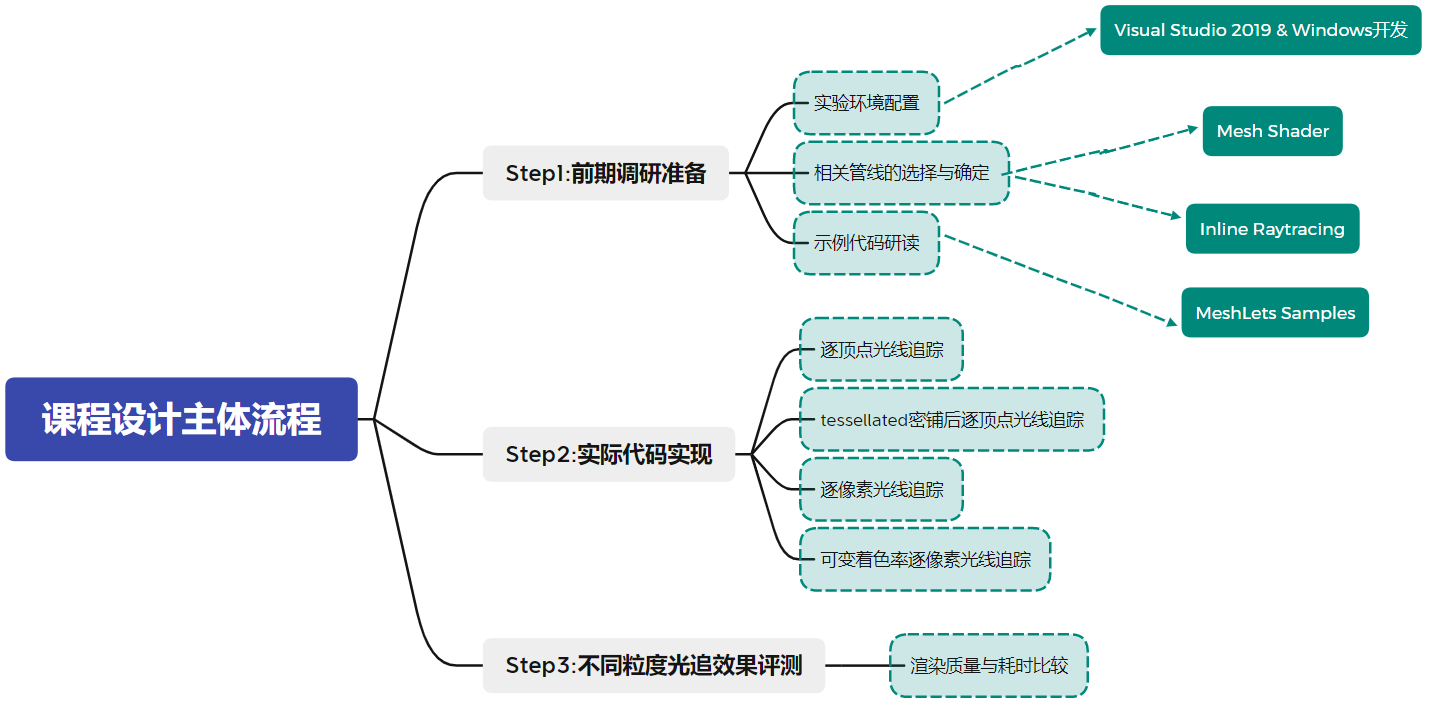 课程设计主体流程
Step1:前期调研准备
实验环境配置
Visual Studio 2019 & Windows开发
相关管线的选择与确定
Mesh Shader
Inline Raytracing
示例代码研读
MeshLets Samples
Step2:实际代码实现
逐顶点光线追踪
tessellated密铺后逐顶点光线追踪
逐像素光线追踪
可变着色率逐像素光线追踪
Step3:不同粒度光追效果评测
渲染质量与耗时比较